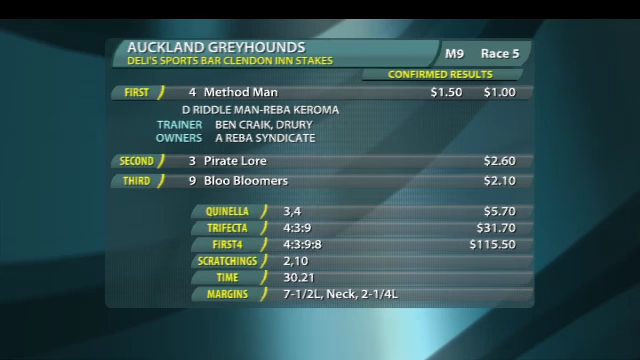 AUCKLAND GREYHOUNDS
DELI'S SPORTS BAR CLENDON INN STAKES
M9 Race 5
CONFIRMED RESULTS
FIRST 4 Method Man $1.50 $1.00
D RIDDLE MAN-REBA KEROMA
TRAINER BEN CRAIK, DRURY
OWNERS A REBA SYNDICATE
SECOND 3 Pirate Lore $2.60
THIRD 9 Bloo Bloomers $2.10
QUINELLA 3,4 $5.70
TRIFECTA 4:3:9 $31.70
FIRST4 4:3:9:8 $115.50
SCRATCHINGS 2,10
TIME 30.21
MARGINS 7-1/2L, Neck, 2-1/4L